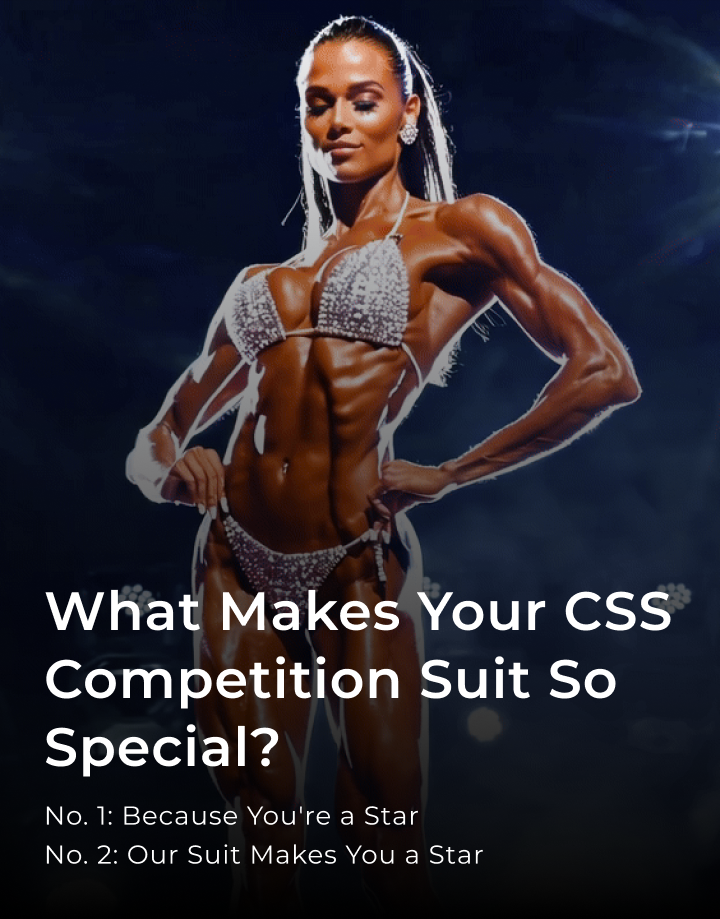 What Makes Your CSS
Competition Suit So
Special?
No. 1: Because You're a Star
No. 2: Our Suit Makes You a Star